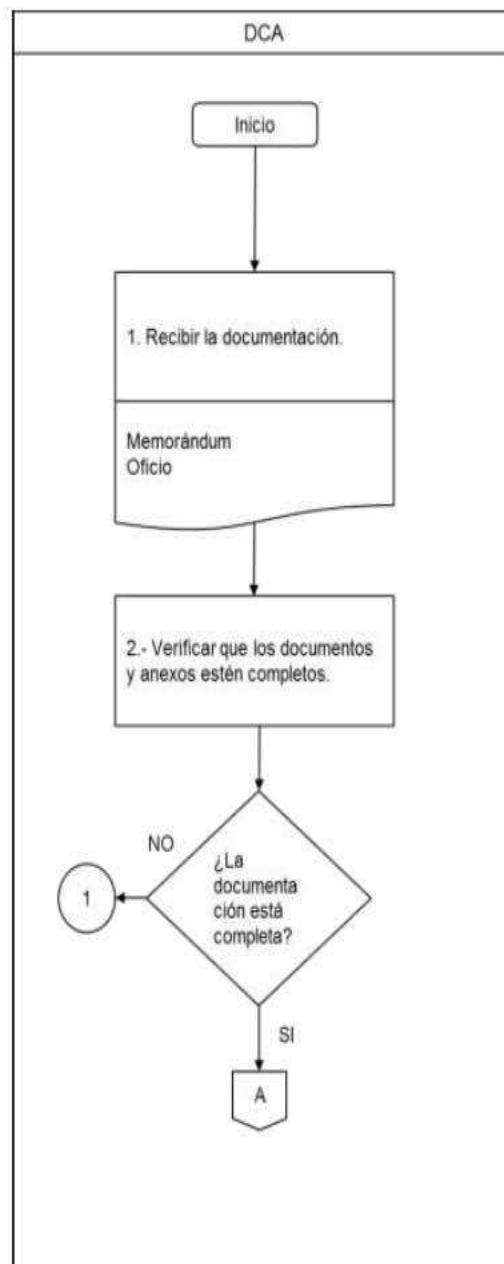 DCA
Inicio
1. Recibir la documentación.
Memorándum
Oficio
2.- Verificar que los documentos
y anexos estén completos.
NO
¿La
documenta
ción está
completa?
1
SI
A